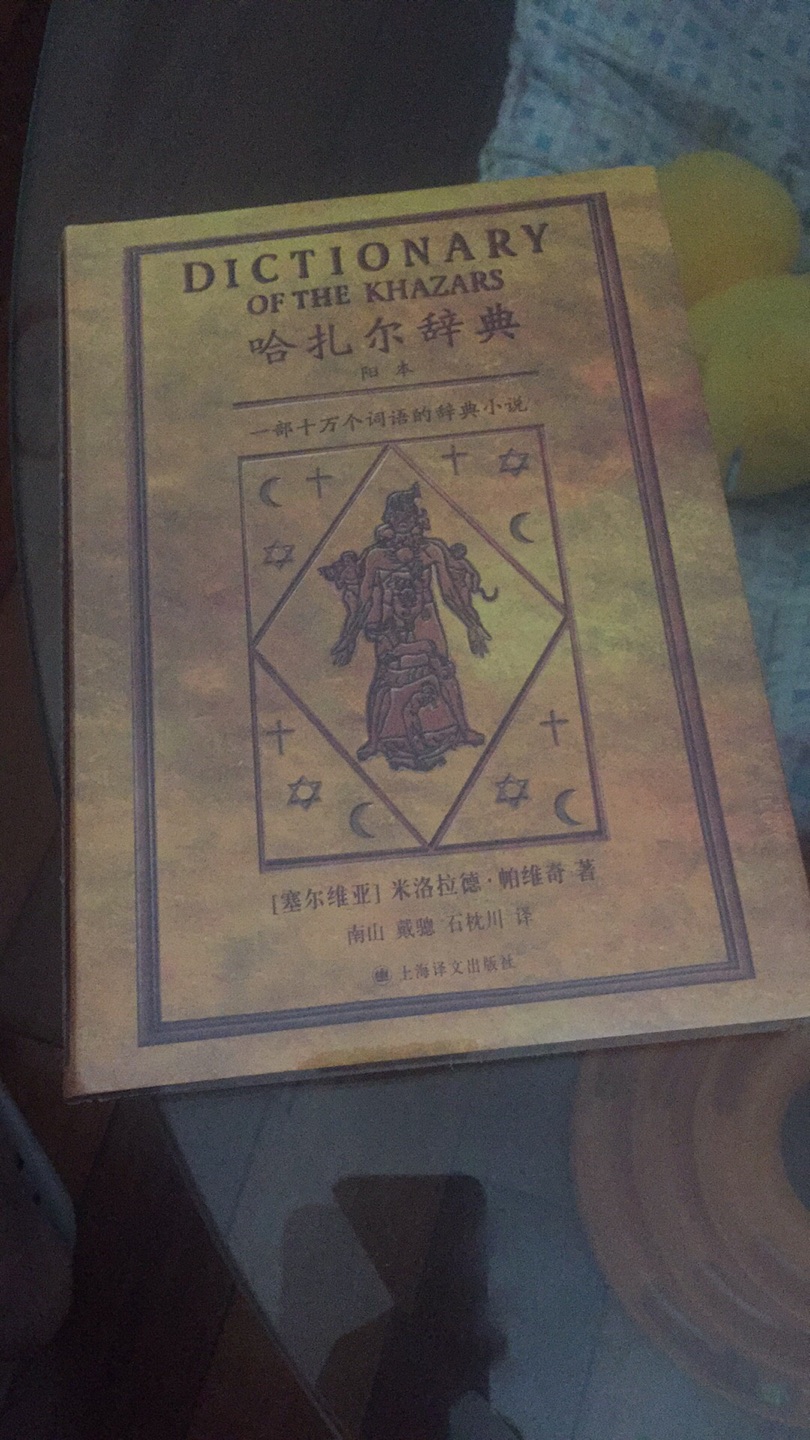 DICTIONARY
OF THE KHAZARS
哈扎尔辞典
阳本
一部十万个词语的辞典小说
[塞尔维亚] 米洛拉德·帕维奇 著
南山 戴骢 石枕川 译
上海译文出版社